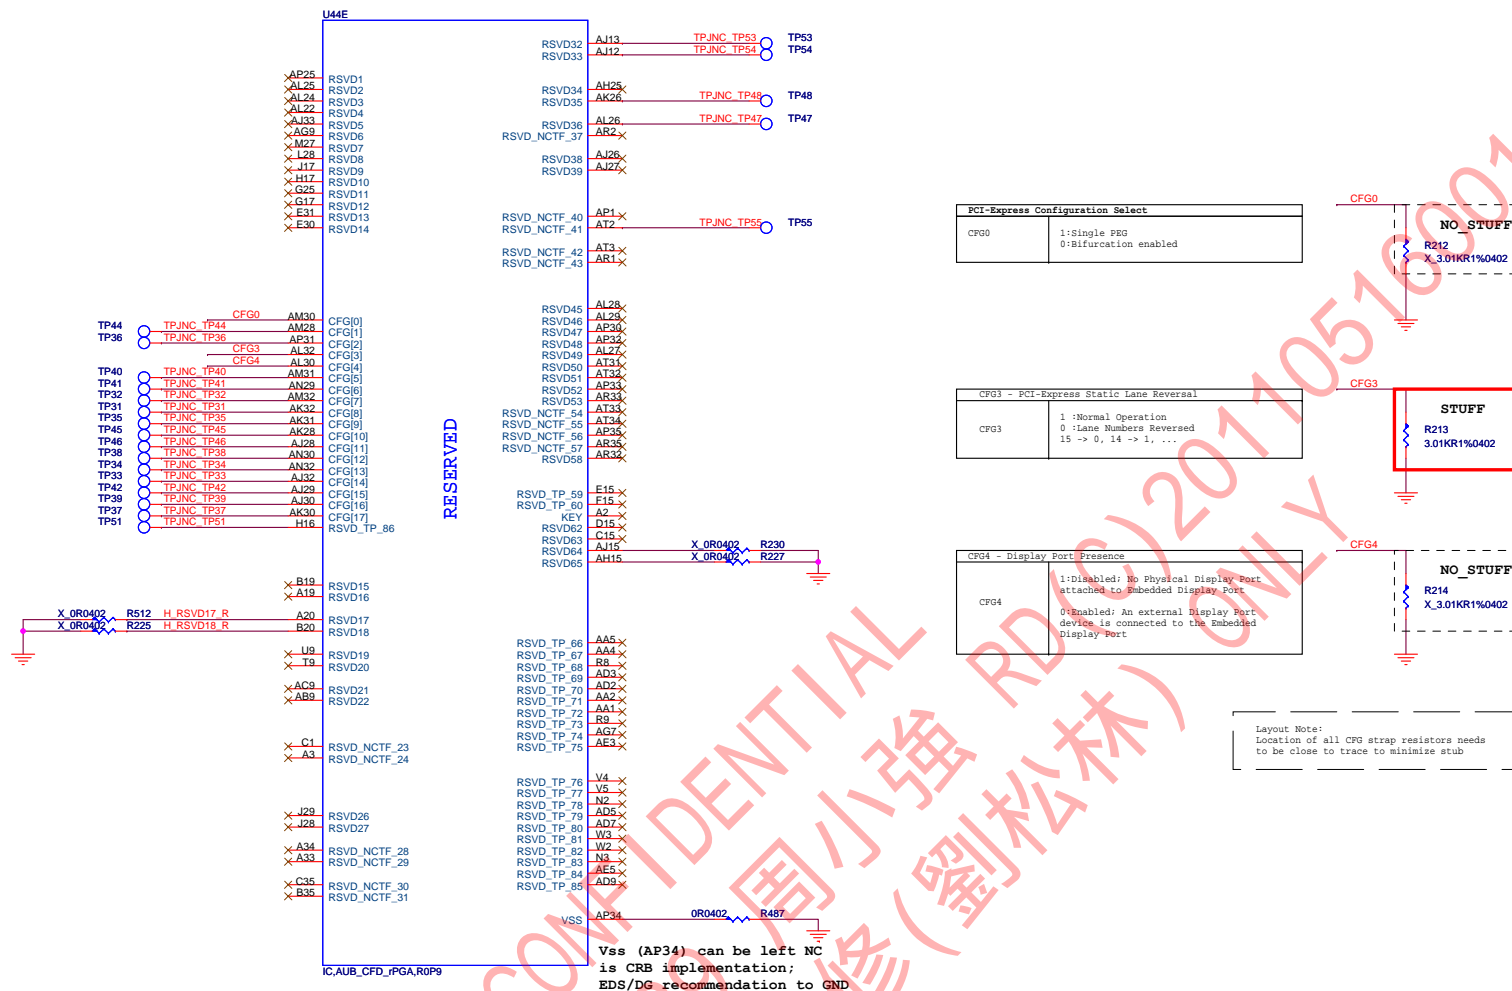 U44E
RSVD32 AJ13 TPJNC_TP53 TP53
RSVD33 AJ12 TPJNC_TP54 TP54
AP25 RSVD1
AL25 RSVD2
AL24 RSVD3
AL22 RSVD4
AJ33 RSVD5
AG9 RSVD6
M27 RSVD7
L28 RSVD8
J17 RSVD9
H17 RSVD10
G25 RSVD11
G17 RSVD12
E31 RSVD13
E30 RSVD14
RSVD34 AH25
RSVD35 AK26 TPJNC_TP48 TP48
RSVD36 AL26 TPJNC_TP47 TP47
RSVD_NCTF_37 AR2
RSVD38 AJ26
RSVD39 AJ27
RSVD_NCTF_40 AP1
RSVD_NCTF_41 AT2 TPJNC_TP55 TP55
RSVD_NCTF_42 AT3
RSVD_NCTF_43 AR1
CFG0 AM30 CFG[0]
TP44 TPJNC_TP44 AM28 CFG[1]
TP36 TPJNC_TP36 AP31 CFG[2]
CFG3 AL32 CFG[3]
CFG4 AL30 CFG[4]
TP40 TPJNC_TP40 AM31 CFG[5]
TP41 TPJNC_TP41 AN29 CFG[6]
TP32 TPJNC_TP32 AM32 CFG[7]
TP31 TPJNC_TP31 AK32 CFG[8]
TP35 TPJNC_TP35 AK31 CFG[9]
TP45 TPJNC_TP45 AK28 CFG[10]
TP46 TPJNC_TP46 AJ28 CFG[11]
TP38 TPJNC_TP38 AN30 CFG[12]
TP34 TPJNC_TP34 AN32 CFG[13]
TP33 TPJNC_TP33 AJ32 CFG[14]
TP42 TPJNC_TP42 AJ29 CFG[15]
TP39 TPJNC_TP39 AJ30 CFG[16]
TP37 TPJNC_TP37 AK30 CFG[17]
TP51 TPJNC_TP51 H16 RSVD_TP_86
RESERVED
RSVD45 AL28
RSVD46 AL29
RSVD47 AP30
RSVD48 AP32
RSVD49 AL27
RSVD50 AT31
RSVD51 AT32
RSVD52 AP33
RSVD53 AR33
RSVD_NCTF_54 AT33
RSVD_NCTF_55 AT34
RSVD_NCTF_56 AP35
RSVD_NCTF_57 AR35
RSVD58 AR32
RSVD_TP_59 E15
RSVD_TP_60 F15
KEY A2
RSVD62 D15
RSVD63 C15
RSVD64 AJ15 X_0R0402 R230
RSVD65 AH15 X_0R0402 R227
B19 RSVD15
A19 RSVD16
X_0R0402 R512 H_RSVD17_R A20 RSVD17
X_0R0402 R225 H_RSVD18_R B20 RSVD18
U9 RSVD19
T9 RSVD20
AC9 RSVD21
AB9 RSVD22
C1 RSVD_NCTF_23
A3 RSVD_NCTF_24
J29 RSVD26
J28 RSVD27
A34 RSVD_NCTF_28
A33 RSVD_NCTF_29
C35 RSVD_NCTF_30
B35 RSVD_NCTF_31
RSVD_TP_66 AA5
RSVD_TP_67 AA4
RSVD_TP_68 R8
RSVD_TP_69 AD3
RSVD_TP_70 AD2
RSVD_TP_71 AA2
RSVD_TP_72 AA1
RSVD_TP_73 R9
RSVD_TP_74 AG7
RSVD_TP_75 AE3
RSVD_TP_76 V4
RSVD_TP_77 V5
RSVD_TP_78 N2
RSVD_TP_79 AD5
RSVD_TP_80 AD7
RSVD_TP_81 W3
RSVD_TP_82 W2
RSVD_TP_83 N3
RSVD_TP_84 AE5
RSVD_TP_85 AD9
VSS AP34 0R0402 R487
IC,AUB_CFD_rPGA,R0P9
Vss (AP34) can be left NC
is CRB implementation;
EDS/DG recommendation to GND
PCI-Express Configuration Select
CFG0 1:Single PEG
0:Bifurcation enabled
CFG0
NO_STUFF
R212
X_3.01KR1%0402
CFG3 - PCI-Express Static Lane Reversal
1 :Normal Operation
CFG3 0 :Lane Numbers Reversed
15 -> 0, 14 -> 1, ...
CFG3
STUFF
R213
3.01KR1%0402
CFG4 - Display Port Presence
1:Disabled; No Physical Display Port
attached to Embedded Display Port
CFG4
0:Enabled; An external Display Port
device is connected to the Embedded
Display Port
CFG4
NO_STUFF
R214
X_3.01KR1%0402
Layout Note:
Location of all CFG strap resistors needs
to be close to trace to minimize stub
CONFIDENTIAL
9 周小強 RD(C)20110516001
修(劉松林) ONLY